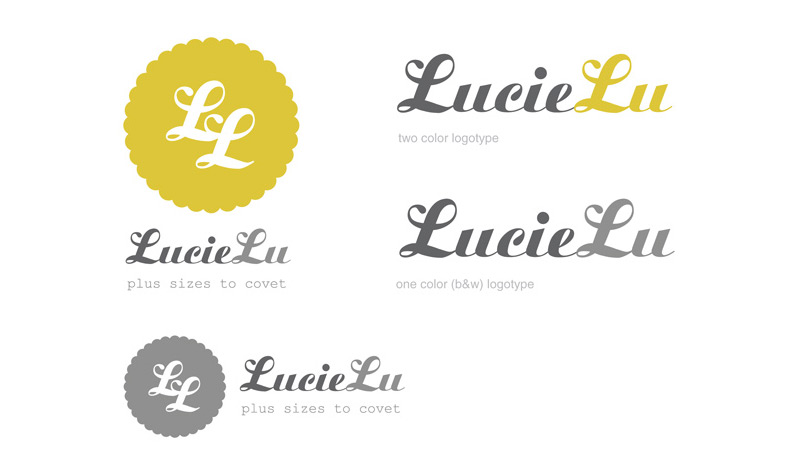 LL
LucieLu
plus sizes to covet
LucieLu
two color logotype
LucieLu
one color (b&w) logotype
LL
LucieLu
plus sizes to covet